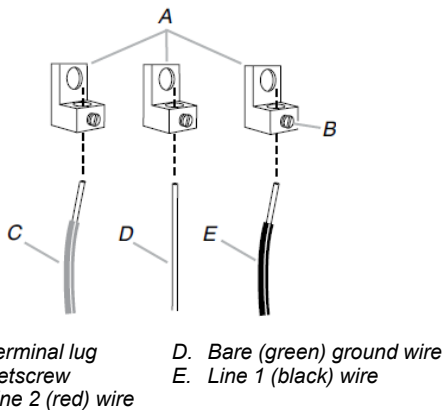 A
B
C
D
E
erminal lug
D. Bare (green) ground wire
etscrew
E. Line 1 (black) wire
ne 2 (red) wire